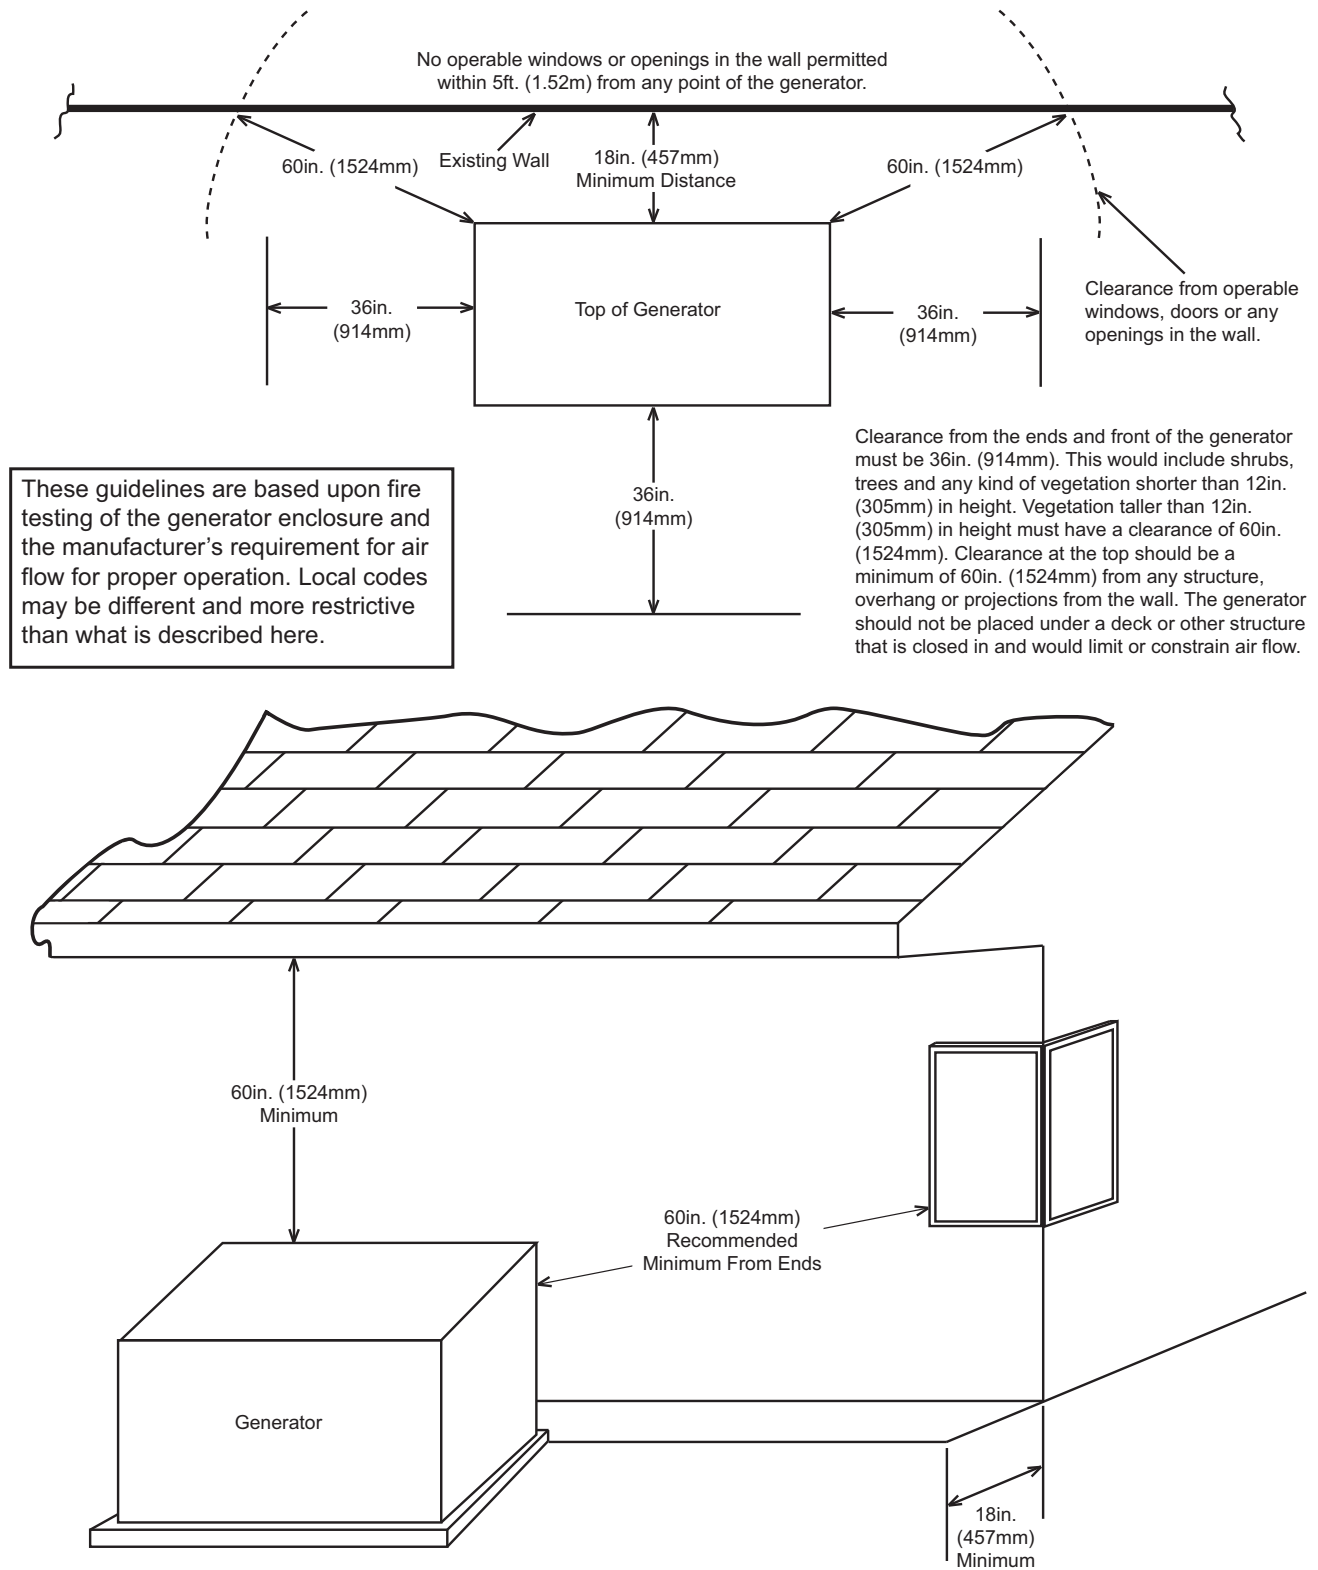 No operable windows or openings in the wall permitted
within 5ft. (1.52m) from any point of the generator.
60in. (1524mm)
Existing Wall
18in. (457mm)
Minimum Distance
60in. (1524mm)
36in.
(914mm)
Top of Generator
36in.
(914mm)
Clearance from operable
windows, doors or any
openings in the wall.
36in.
(914mm)
These guidelines are based upon fire
testing of the generator enclosure and
the manufacturer’s requirement for air
flow for proper operation. Local codes
may be different and more restrictive
than what is described here.
Clearance from the ends and front of the generator
must be 36in. (914mm). This would include shrubs,
trees and any kind of vegetation shorter than 12in.
(305mm) in height. Vegetation taller than 12in.
(305mm) in height must have a clearance of 60in.
(1524mm). Clearance at the top should be a
minimum of 60in. (1524mm) from any structure,
overhang or projections from the wall. The generator
should not be placed under a deck or other structure
that is closed in and would limit or constrain air flow.
60in. (1524mm)
Minimum
60in. (1524mm)
Recommended
Minimum From Ends
Generator
18in.
(457mm)
Minimum